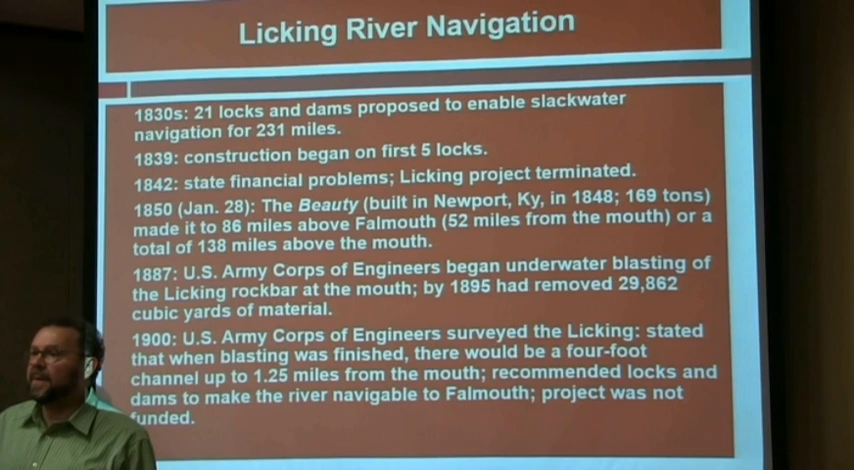 Licking River Navigation
1830s: 21 locks and dams proposed to enable slackwater
navigation for 231 miles.
1839: construction began on first 5 locks.
1842: state financial problems; Licking project terminated.
1850 (Jan. 28): The Beauty (built in Newport, Ky, in 1848; 169 tons)
made it to 86 miles above Falmouth (52 miles from the mouth) or a
total of 138 miles above the mouth.
1887: U.S. Army Corps of Engineers began underwater blasting of
the Licking rockbar at the mouth; by 1895 had removed 29,862
cubic yards of material.
1900: U.S. Army Corps of Engineers surveyed the Licking: stated
that when blasting was finished, there would be a four-foot
channel up to 1.25 miles from the mouth; recommended locks and
dams to make the river navigable to Falmouth; project was not
funded.